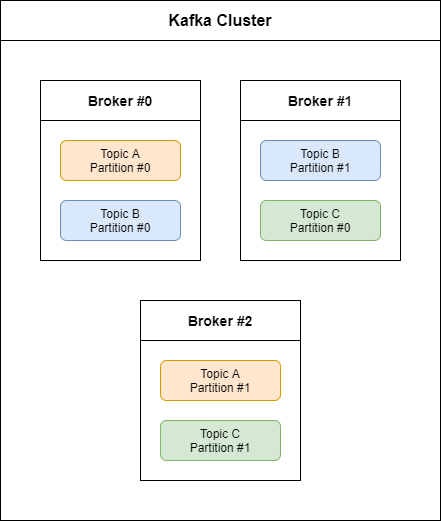 Kafka Cluster
Broker #0
Topic A
Partition #0
Topic B
Partition #0
Broker #1
Topic B
Partition #1
Topic C
Partition #0
Broker #2
Topic A
Partition #1
Topic C
Partition #1